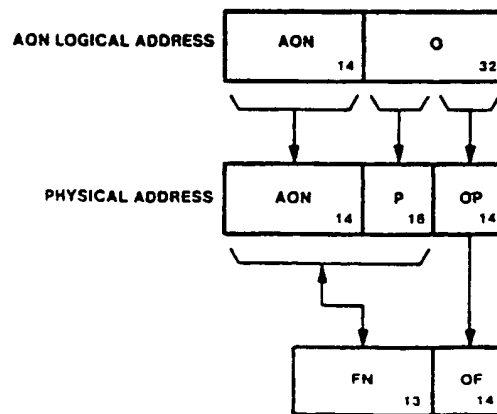 AON LOGICAL ADDRESS
AON 14
O 32
PHYSICAL ADDRESS
AON 14
P 18
OP 14
FN 13
OF 14